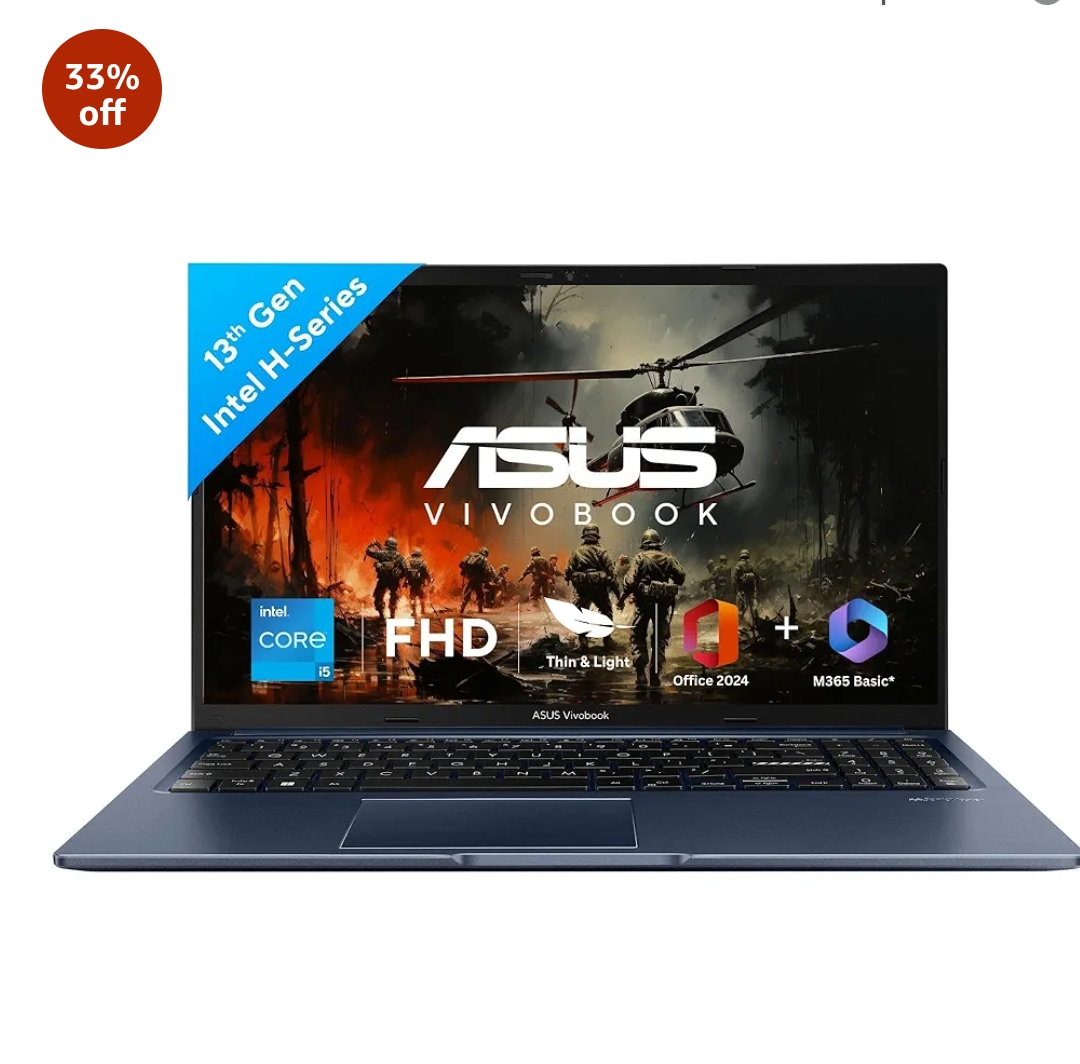 33%
off
13th Gen
Intel H-Series
ASUS
VIVOBOOK
intel.
CORE
i5
FHD
Thin & Light
Office 2024
+
M365 Basic*
ASUS Vivobook